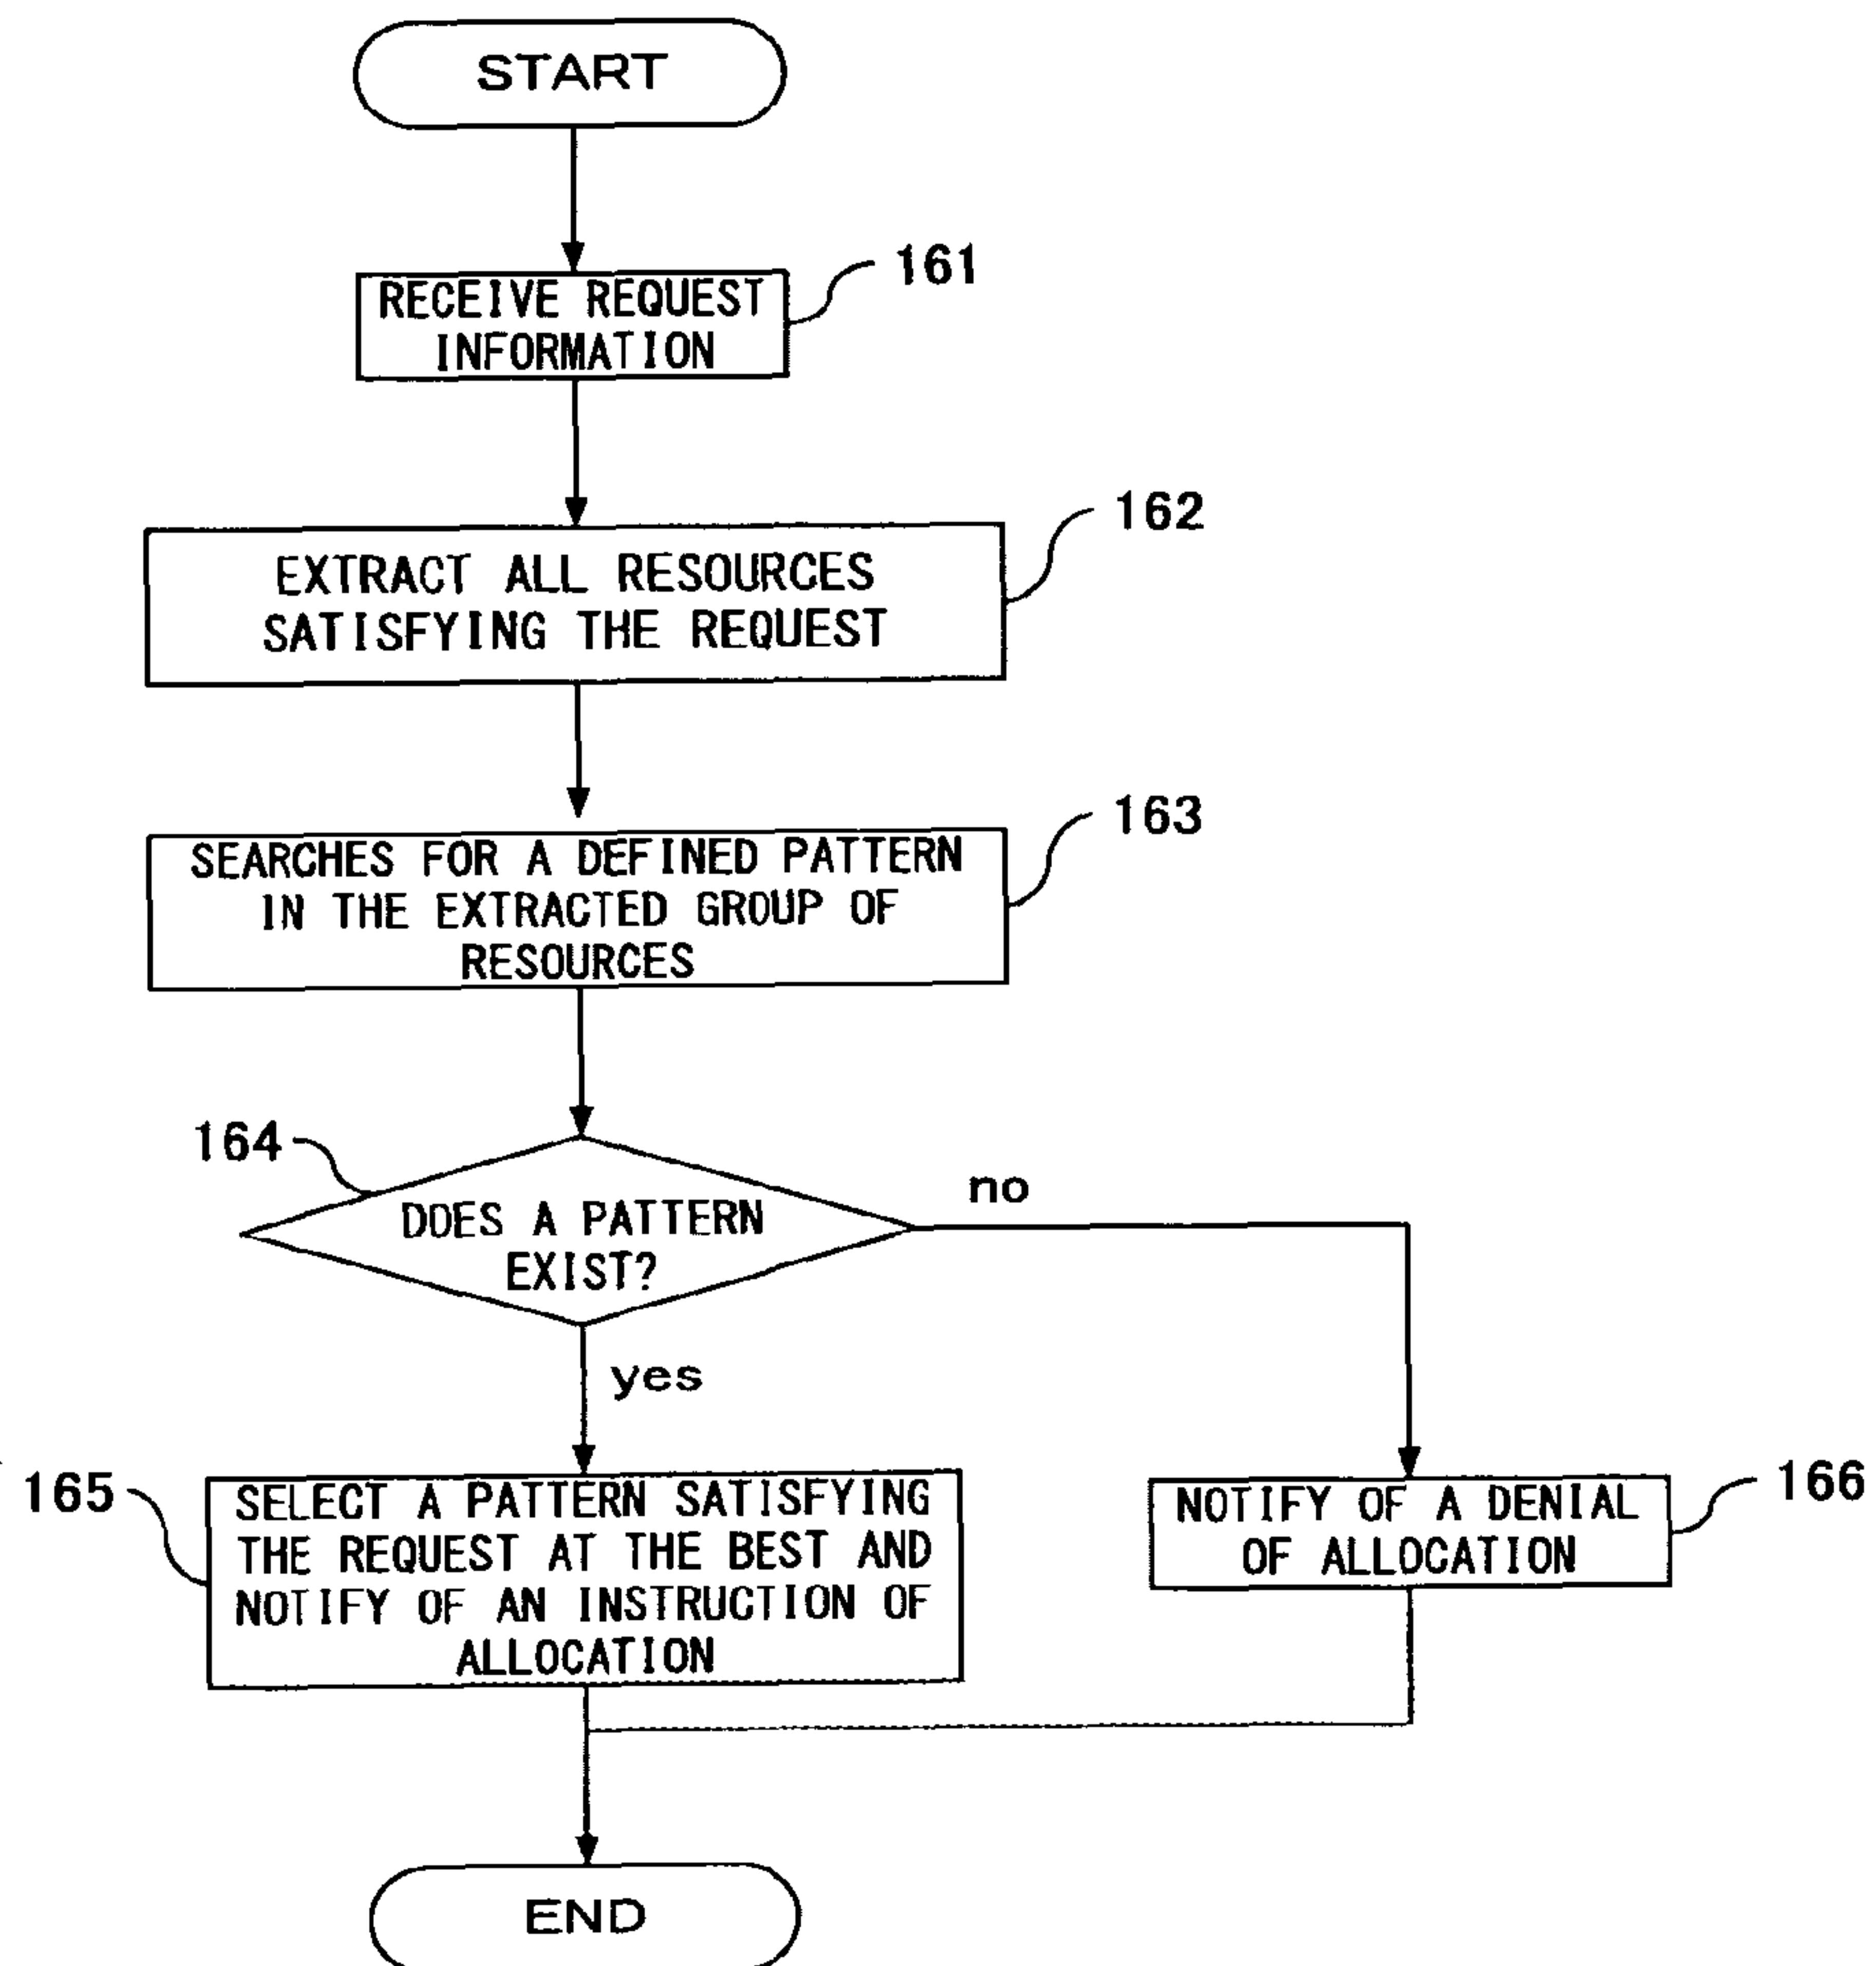 START
RECEIVE REQUEST
INFORMATION
161
EXTRACT ALL RESOURCES
SATISFYING THE REQUEST
162
SEARCHES FOR A DEFINED PATTERN
IN THE EXTRACTED GROUP OF
RESOURCES
163
164
DOES A PATTERN
EXIST?
no
yes
165
SELECT A PATTERN SATISFYING
THE REQUEST AT THE BEST AND
NOTIFY OF AN INSTRUCTION OF
ALLOCATION
NOTIFY OF A DENIAL
OF ALLOCATION
166
END